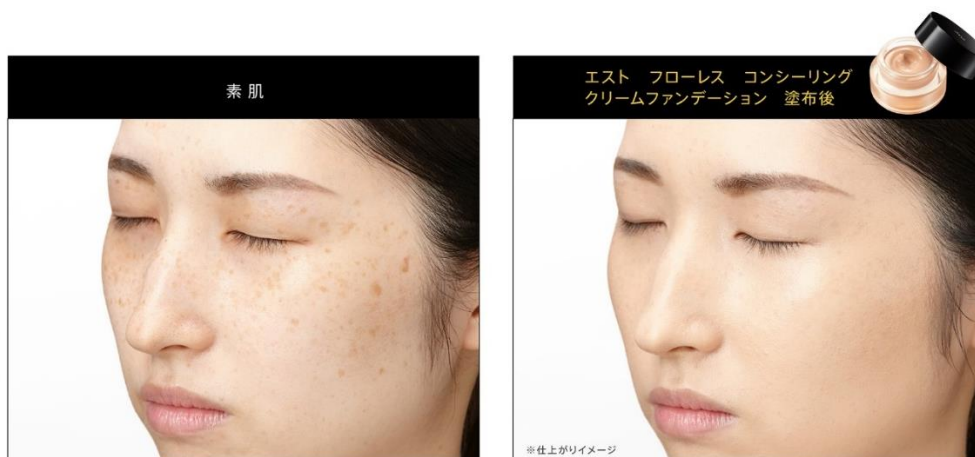 素肌
エスト　フローレス　コンシーリング
クリームファンデーション　塗布後
※仕上がりイメージ